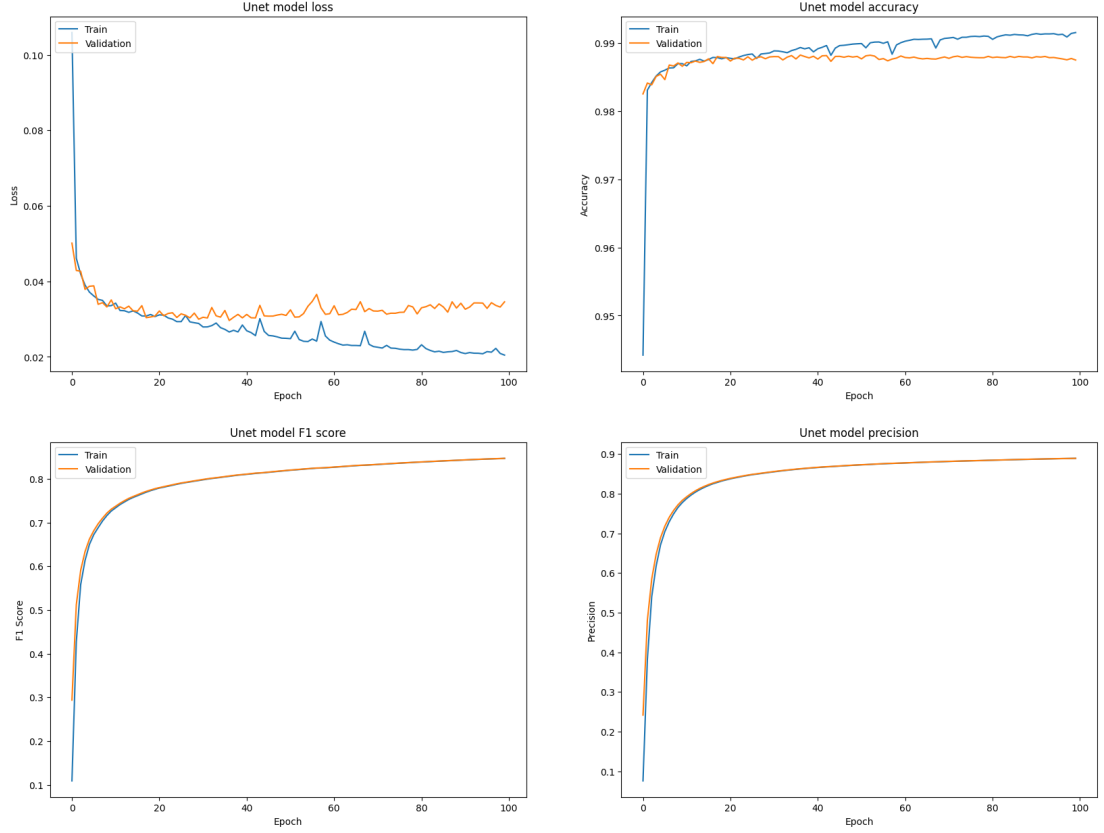 Unet model loss
Train
Validation
Loss
0.10
0.08
0.06
0.04
0.02
0
20
40
60
80
100
Epoch
Unet model accuracy
Train
Validation
Accuracy
0.99
0.98
0.97
0.96
0.95
0
20
40
60
80
100
Epoch
Unet model F1 score
Train
Validation
F1 Score
0.8
0.7
0.6
0.5
0.4
0.3
0.2
0.1
0
20
40
60
80
100
Epoch
Unet model precision
Train
Validation
Precision
0.9
0.8
0.7
0.6
0.5
0.4
0.3
0.2
0.1
0
20
40
60
80
100
Epoch